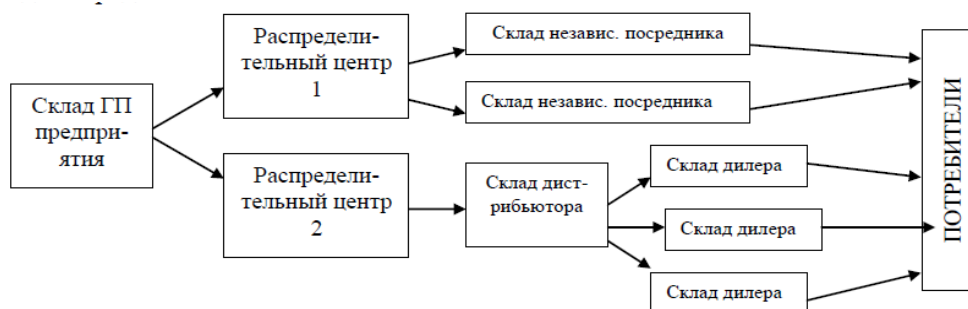 Склад ГП
предпри-
ятия
Распредели-
тельный центр
1
Распредели-
тельный центр
2
Склад независ. посредника
Склад независ. посредника
Склад дист-
рибьютора
Склад дилера
Склад дилера
Склад дилера
ПОТРЕБИТЕЛИ